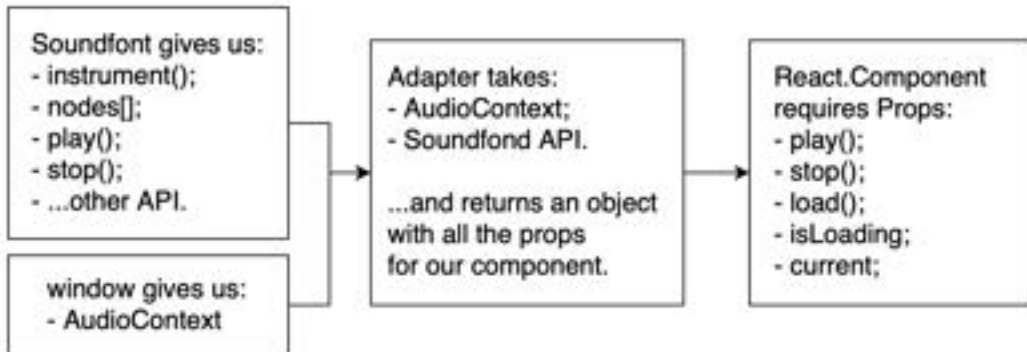 Soundfont gives us:
- instrument();
- nodes[];
- play();
- stop();
- ...other API.
window gives us:
- AudioContext
Adapter takes:
- AudioContext;
- Soundfond API.
...and returns an object
with all the props
for our component.
React.Component
requires Props:
- play();
- stop();
- load();
- isLoading;
- current;